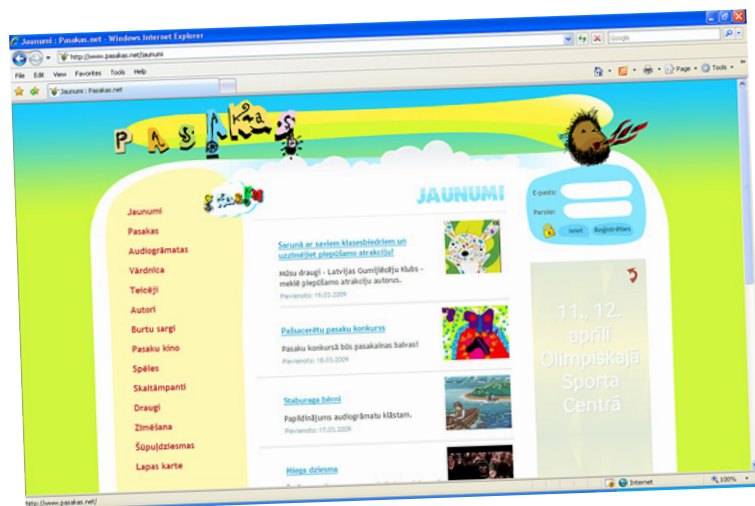 Jaunumi : Pasakas.net - Windows Internet Explorer
http://www.pasakas.net/jaunumi
Google
File Edit View Favorites Tools Help
Jaunumi : Pasakas.net
Page Tools
PASAKAS
JAUNUMI
E-pasts:
Parole:
Ieiet
Reģistrēties
Jaunumi
Pasakas
Audiogrāmatas
Vārdnīca
Teicēji
Autori
Burtu sargi
Pasaku kino
Spēles
Skaitāmpanti
Draugi
Zīmēšana
Šūpuļdziesmas
Lapas karte
Sarunā ar saviem klasesbiedriem un
uzzīmējiet piepūšamo atrakciju!
Mūsu draugi - Latvijas Gumijlēcēju Klubs -
meklē piepūšamo atrakciju autorus.
Pievienots: 19.03.2009
Pašsacerētu pasaku konkurss
Pasaku konkursā būs pasakainas balvas!
Pievienots: 18.03.2009
Staburaga bērni
Papildinājums audiogrāmatu klāstam.
Pievienots: 17.03.2009
Miega dziesma
11., 12.
aprīlī
Olimpiskajā
Sporta
Centrā
http://www.pasakas.net/
Internet
100%